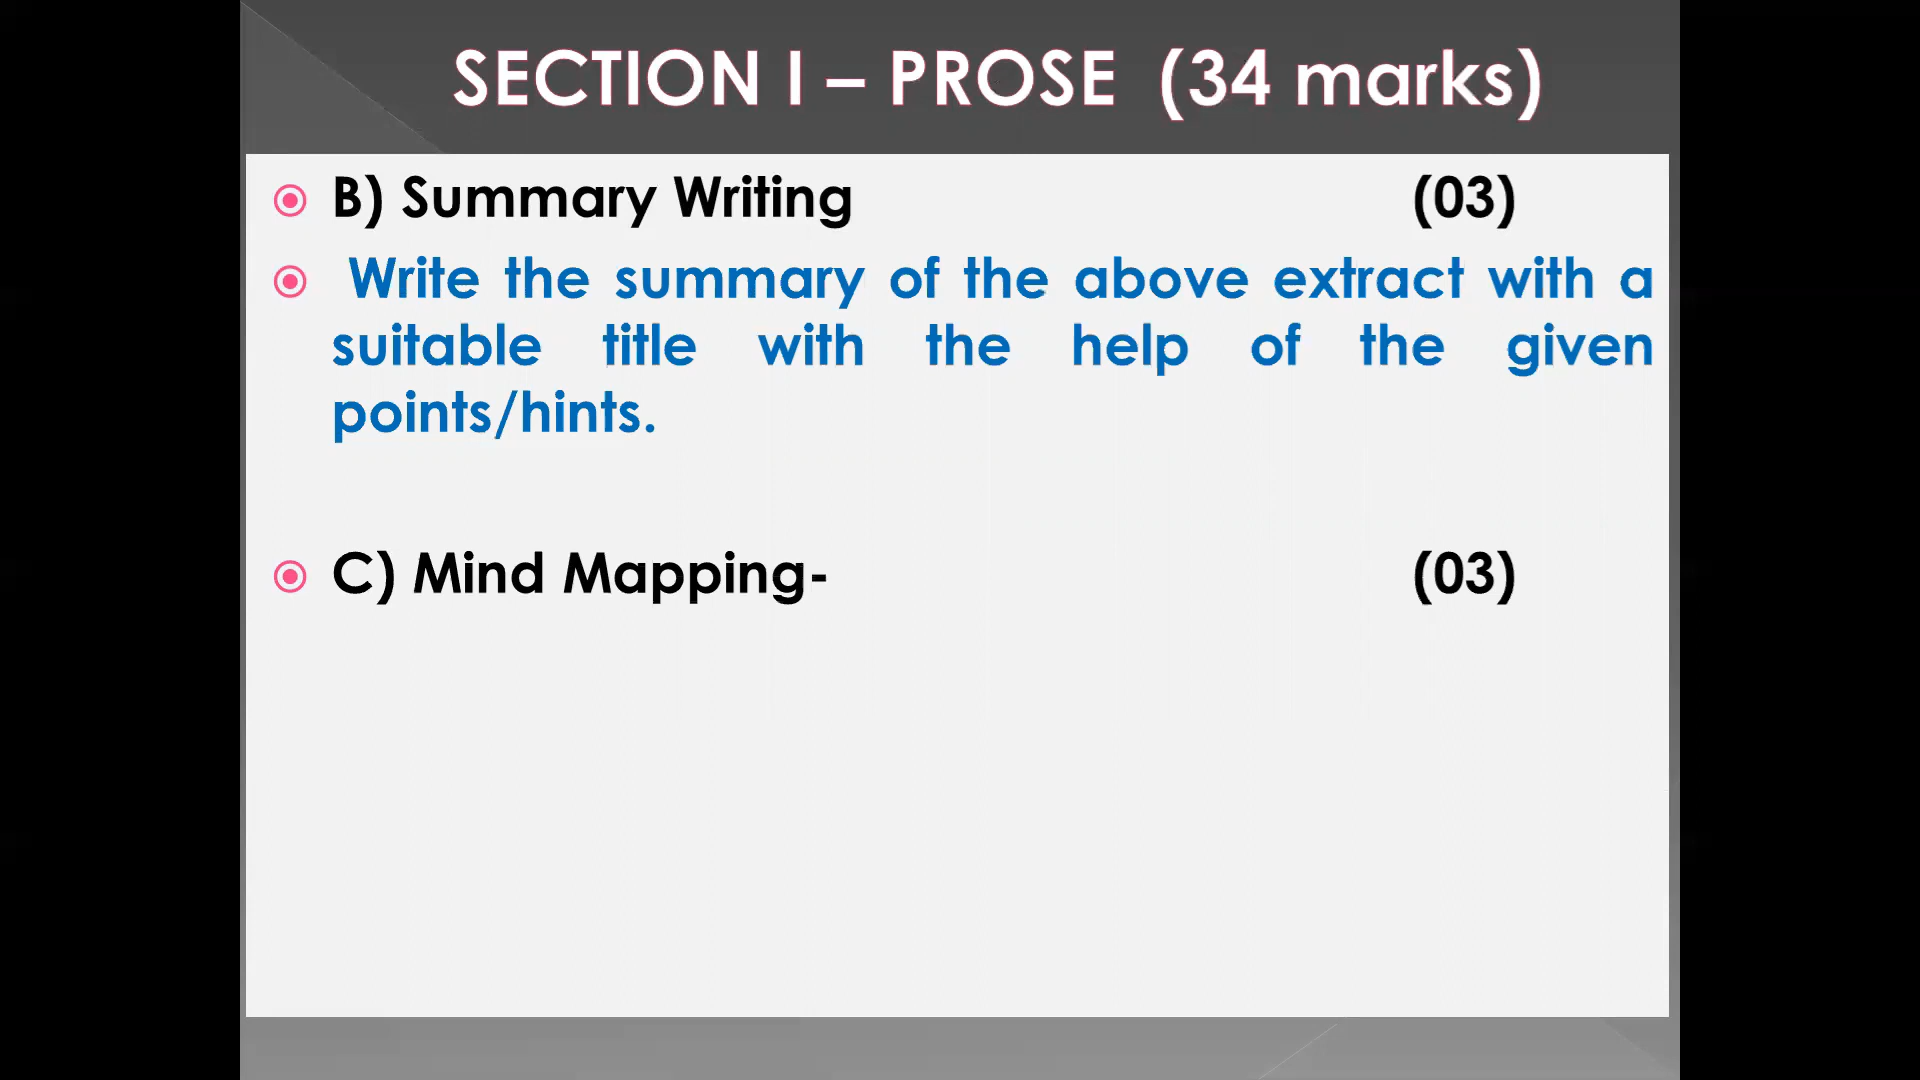 SECTION I – PROSE (34 marks)
B) Summary Writing (03)
Write the summary of the above extract with a
suitable title with the help of the given
points/hints.
C) Mind Mapping- (03)